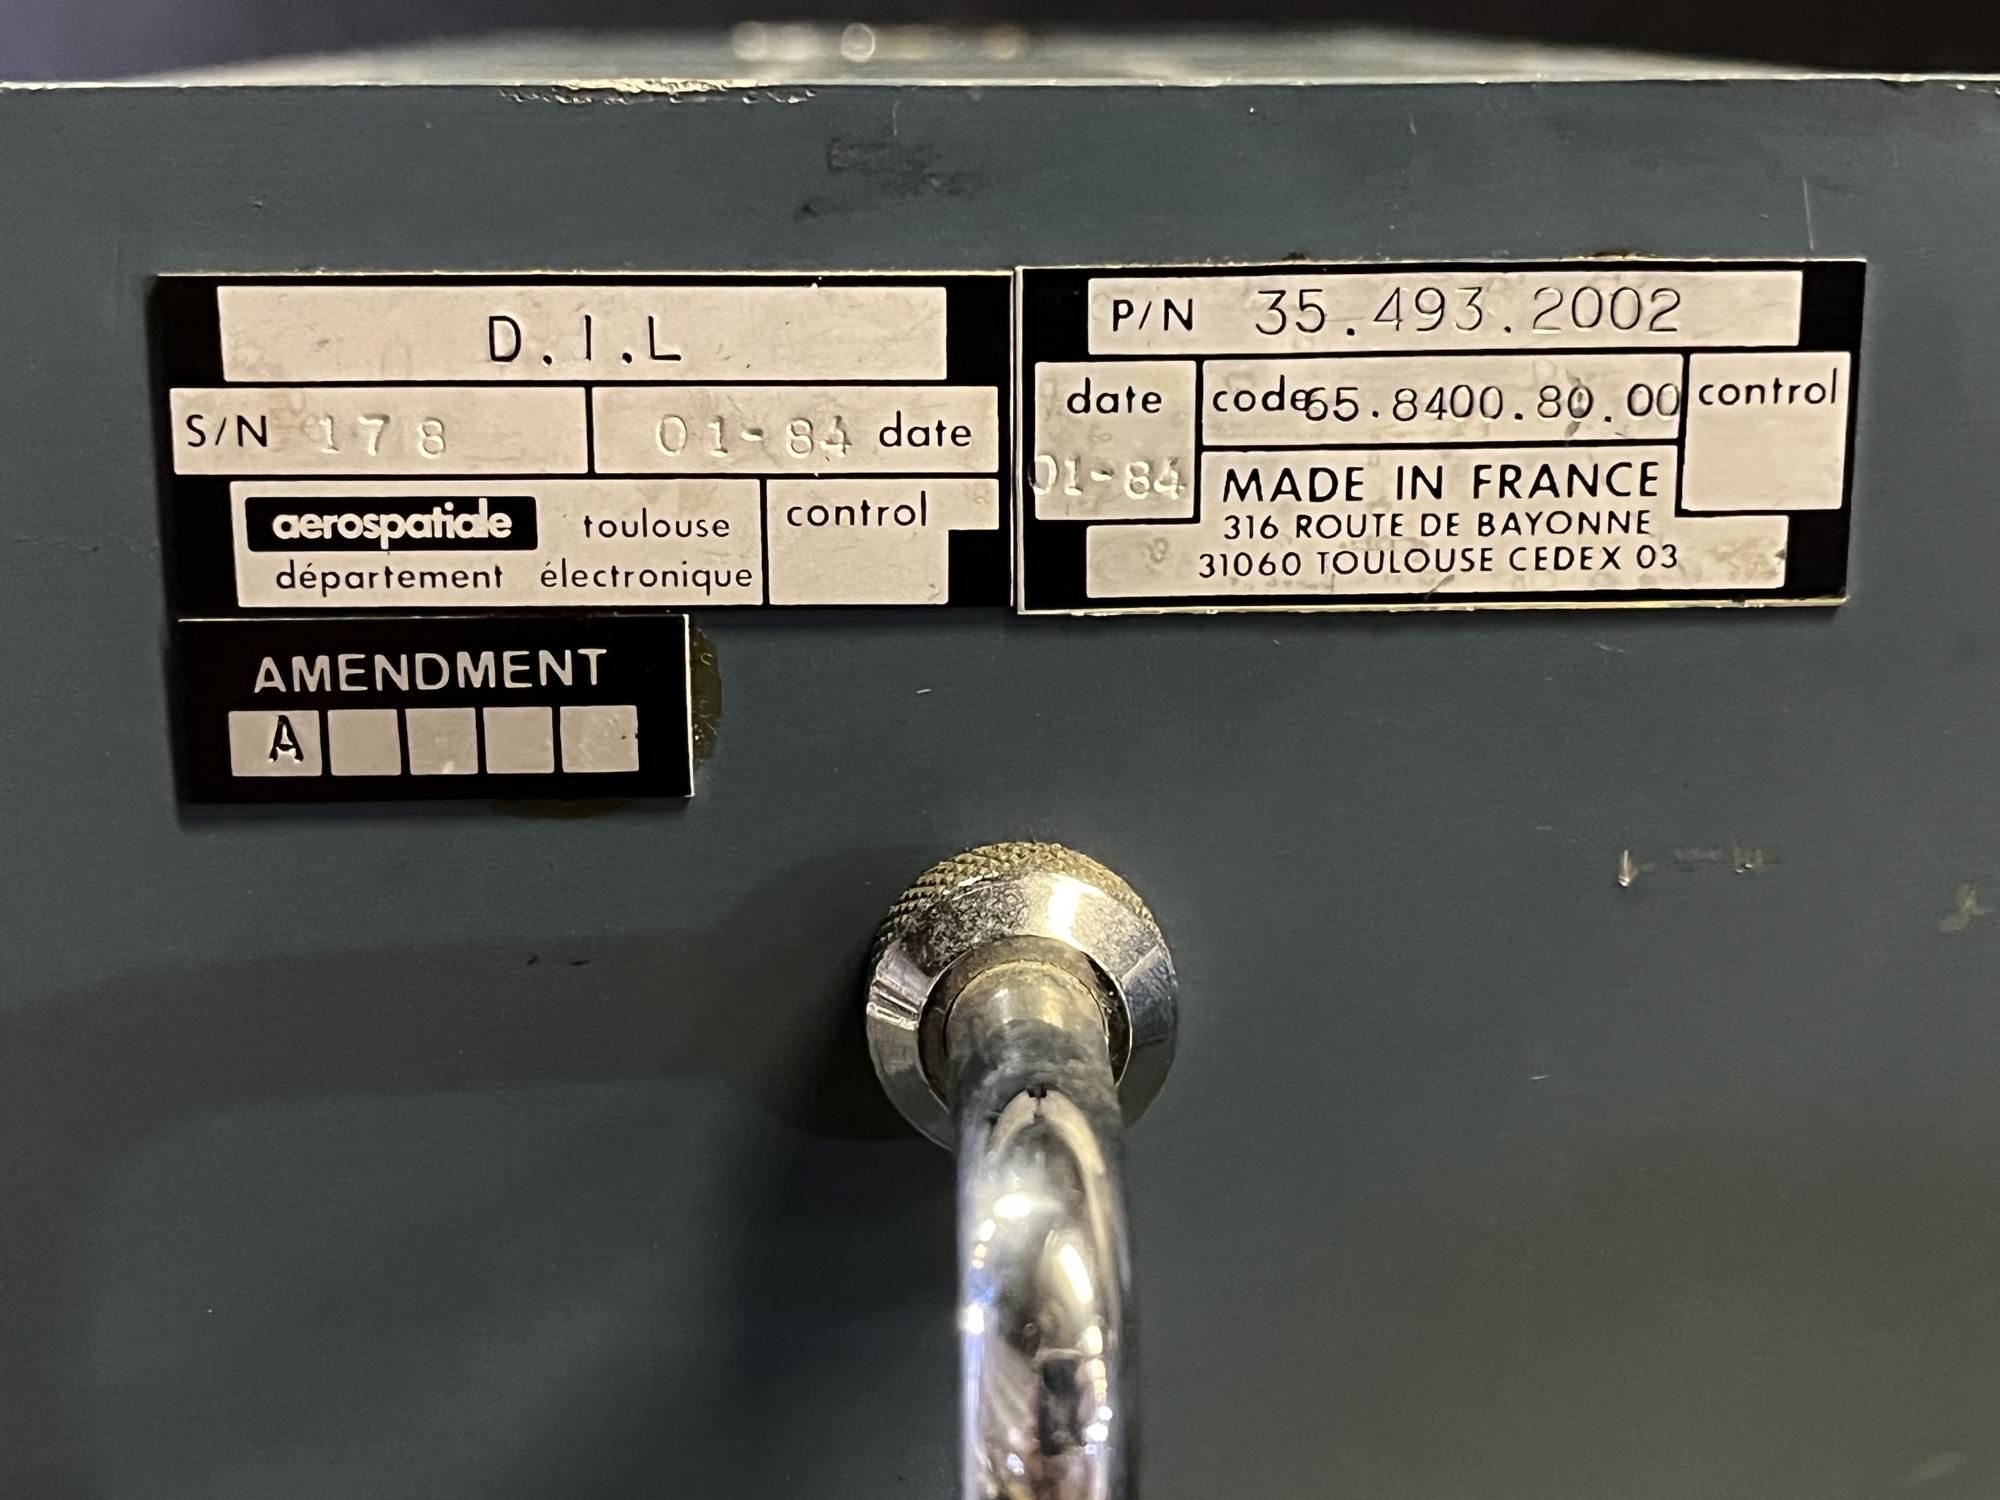 D.I.L
S/N 178
01-84 date
aerospatiale toulouse
département électronique
control
AMENDMENT
A
P/N 35.493.2002
date
01-84
code 65.8400.80.00
control
MADE IN FRANCE
316 ROUTE DE BAYONNE
31060 TOULOUSE CEDEX 03